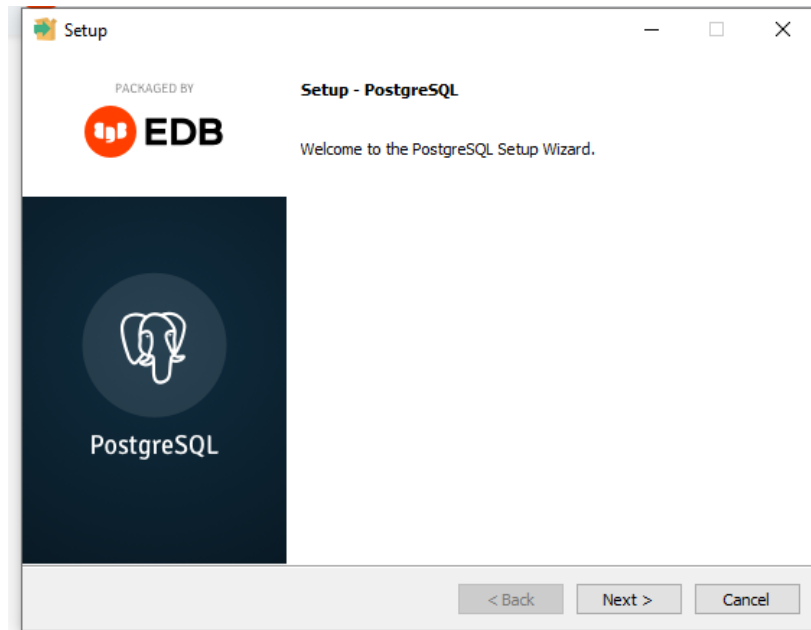 Setup
PACKAGED BY
EDB
Setup - PostgreSQL
Welcome to the PostgreSQL Setup Wizard.
PostgreSQL
< Back
Next >
Cancel